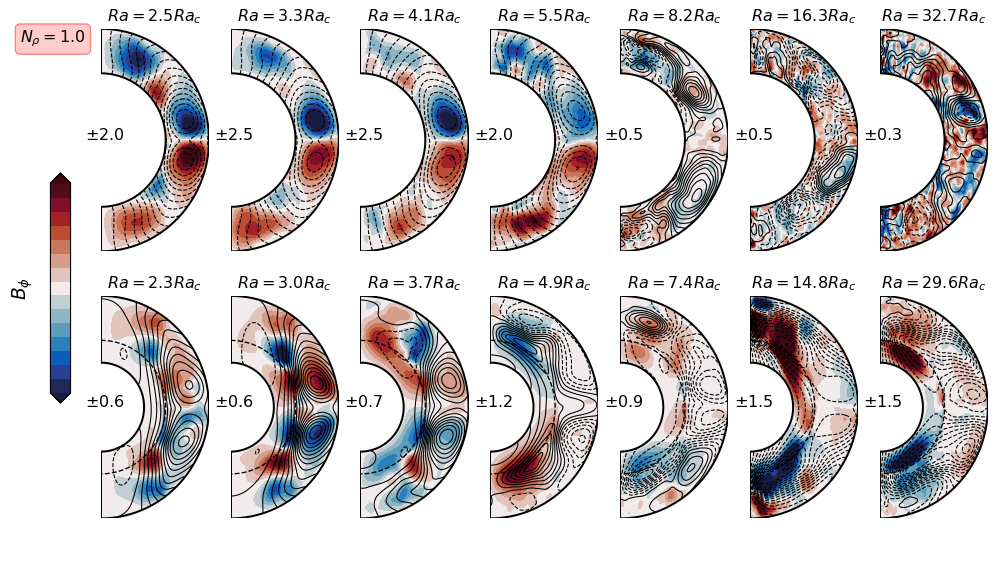 Ra = 2.5Ra_c Ra = 3.3Ra_c Ra = 4.1Ra_c Ra = 5.5Ra_c Ra = 8.2Ra_c Ra = 16.3Ra_c Ra = 32.7Ra_c
N_ρ = 1.0
±2.0 ±2.5 ±2.5 ±2.0 ±0.5 ±0.5 ±0.3
B_ϕ
Ra = 2.3Ra_c Ra = 3.0Ra_c Ra = 3.7Ra_c Ra = 4.9Ra_c Ra = 7.4Ra_c Ra = 14.8Ra_c Ra = 29.6Ra_c
±0.6 ±0.6 ±0.7 ±1.2 ±0.9 ±1.5 ±1.5